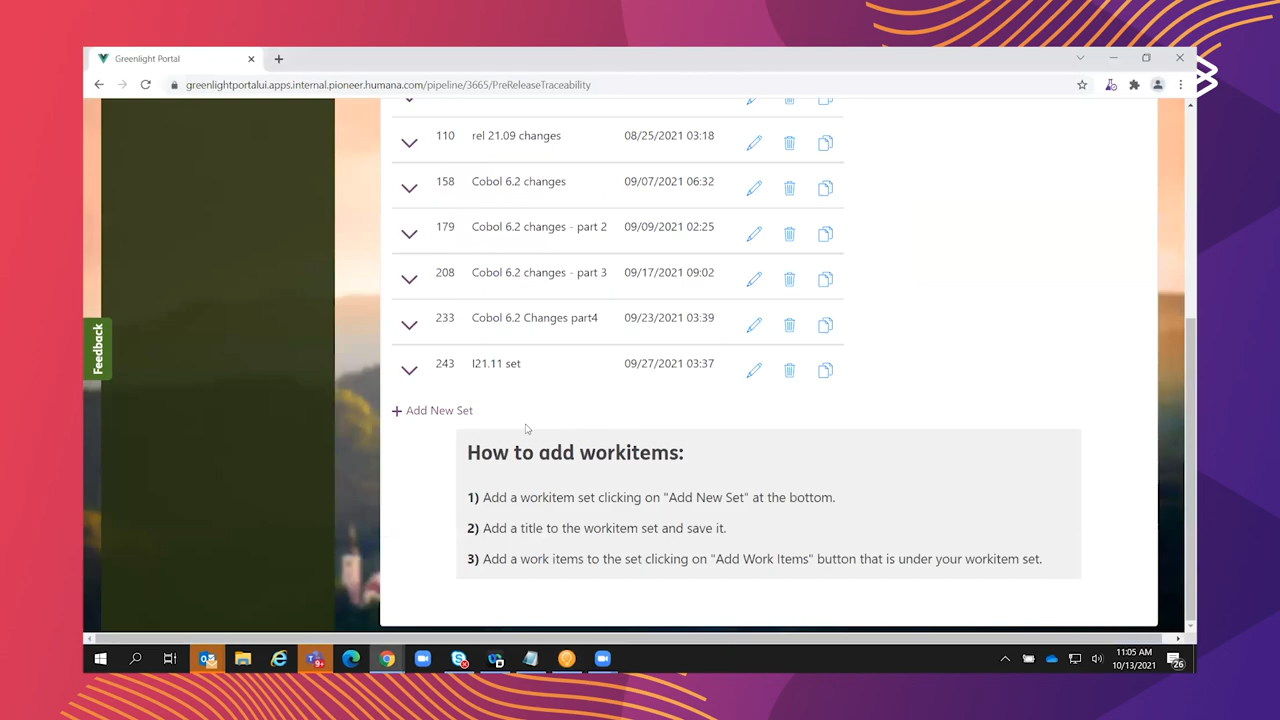 Greenlight Portal
greenlightportalui.apps.internal.pioneer.humana.com/pipeline/3665/PreReleaseTraceability
110 rel 21.09 changes 08/25/2021 03:18
158 Cobol 6.2 changes 09/07/2021 06:32
179 Cobol 6.2 changes - part 2 09/09/2021 02:25
208 Cobol 6.2 changes - part 3 09/17/2021 09:02
233 Cobol 6.2 Changes part4 09/23/2021 03:39
243 I21.11 set 09/27/2021 03:37
Feedback
+ Add New Set
How to add workitems:
1) Add a workitem set clicking on "Add New Set" at the bottom.
2) Add a title to the workitem set and save it.
3) Add a work items to the set clicking on "Add Work Items" button that is under your workitem set.
11:05 AM
10/13/2021
26